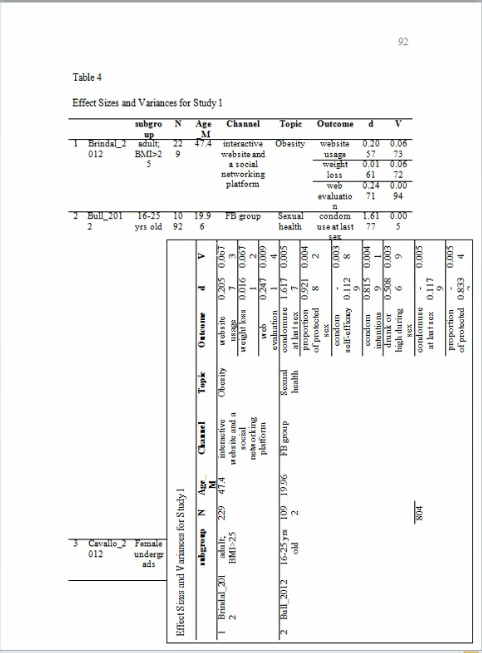 92
Table 4
Effect Sizes and Variances for Study 1
subgro N Age Channel Topic Outcome d V
up _M
1 Brindal_2 adult; 22 47.4 interactive Obesity website 0.20 0.06
012 BMI>2 9 website and usage 57 73
5 a social weight 0.01 0.06
networking loss 61 72
platform web 0.24 0.00
evaluatio 71 94
n
2 Bull_201 16-25 10 19.9 FB group Sexual condom 1.61 0.00
2 yrs old 92 6 health use at last 77 5
sex
3 Cavallo_2 Female
012 undergr
ads
Effect Sizes and Variances for Study 1
subgroup N Age_ Channel Topic Outcome d V
M
1 Brindal_201 adult; 229 47.4 interactive Obesity website 0.205 0.067
2 BMI>25 website and a usage 7 3
social weight loss 0.016 0.067
networking 1 2
platform web 0.247 0.009
evaluation 1 4
2 Bull_2012 16-25 yrs 109 19.96 FB group Sexual condom use 1.617 0.005
old 2 health at last sex 7
proportion 0.921 0.004
of protected 8 2
sex
condom - 0.003
self-efficacy 0.112 8
9
condom 0.815 0.004
intentions 9 1
drunk or 0.508 0.003
high during 6 9
sex
804 condom use - 0.005
at last sex 0.117
9
proportion - 0.005
of protected 0.833 4